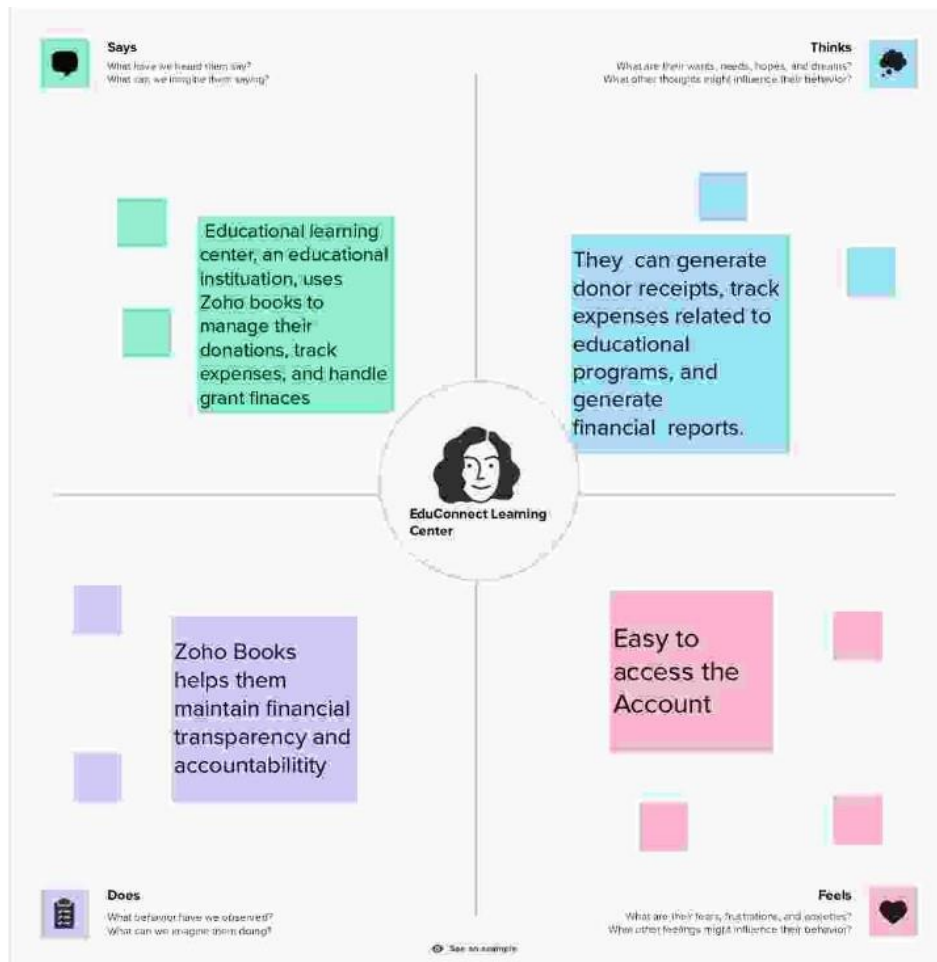 Says
What have we heard them say?
What can we imagine them saying?
Thinks
What are their wants, needs, hopes, and dreams?
What other thoughts might influence their behavior?
Educational learning
center, an educational
instituation, uses
Zoho books to
manage their
donations, track
expenses, and handle
grant finaces
They can generate
donor receipts, track
expenses related to
educational
programs, and
generate
financial reports.
EduConnect Learning
Center
Zoho Books
helps them
maintain financial
transparency and
accountabilitity
Easy to
access the
Account
Does
What behavior have we observed?
What can we imagine them doing?
Feels
What are their fears, frustrations, and anxieties?
What other feelings might influence their behavior?
See an example